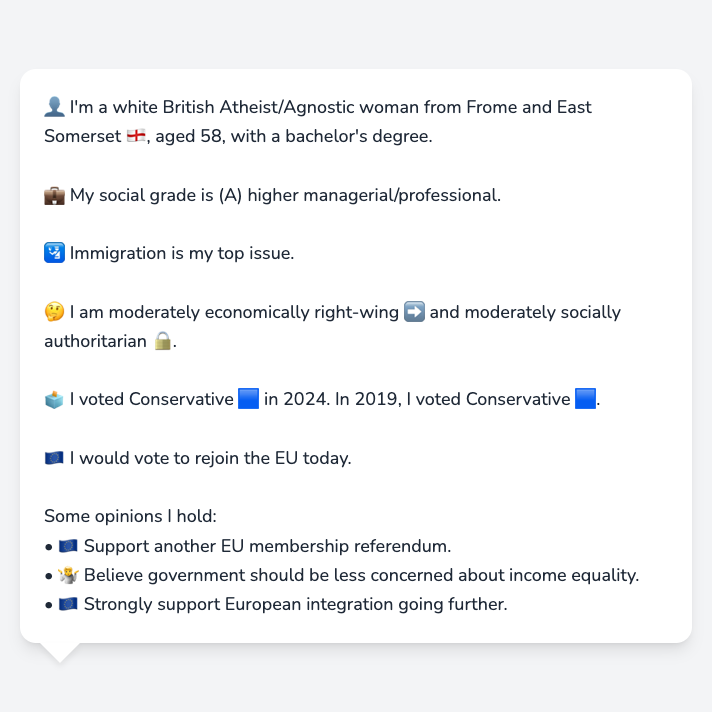 👤 I'm a white British Atheist/Agnostic woman from Frome and East
Somerset 🏴󠁧󠁢󠁥󠁮󠁧󠁿, aged 58, with a bachelor's degree.
💼 My social grade is (A) higher managerial/professional.
🛂 Immigration is my top issue.
🤔 I am moderately economically right-wing ➡️ and moderately socially
authoritarian 🔒.
🗳️ I voted Conservative 🟦 in 2024. In 2019, I voted Conservative 🟦.
🇪🇺 I would vote to rejoin the EU today.
Some opinions I hold:
• 🇪🇺 Support another EU membership referendum.
• 🤷 Believe government should be less concerned about income equality.
• 🇪🇺 Strongly support European integration going further.